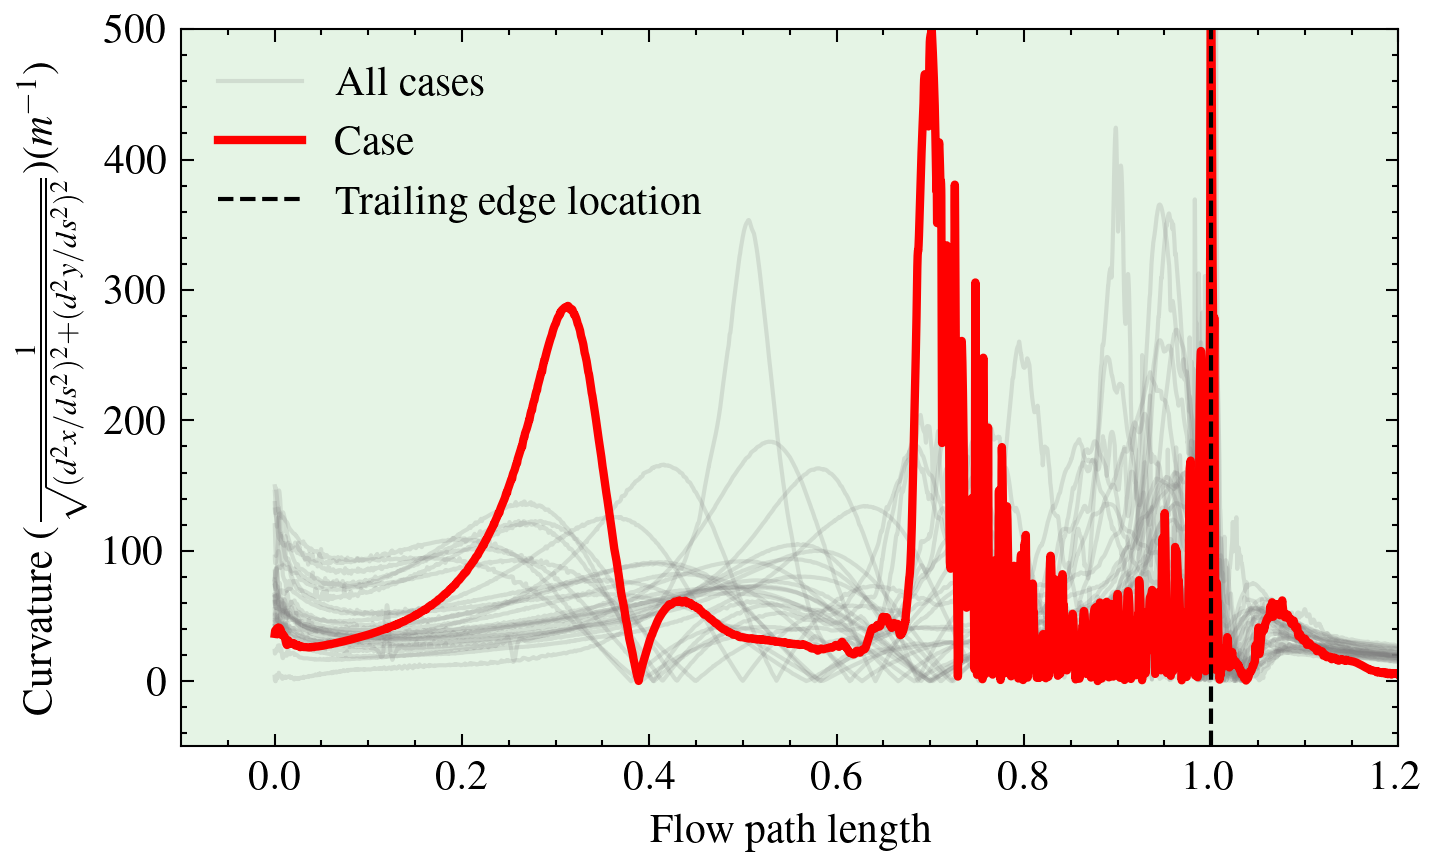 500
400
300
200
100
0
Curvature ( 1/√((d²x/ds²)²+(d²y/ds²)²) )(m⁻¹)
All cases
Case
Trailing edge location
0.0 0.2 0.4 0.6 0.8 1.0 1.2
Flow path length